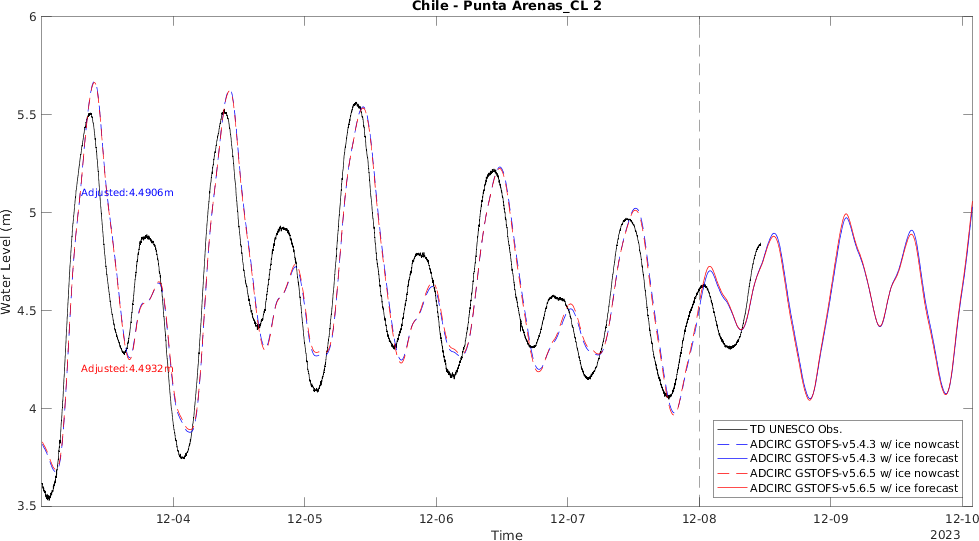 Chile - Punta Arenas_CL 2
6
5.5
5
4.5
4
3.5
Water Level (m)
Adjusted:4.4906m
Adjusted:4.4932m
TD UNESCO Obs.
ADCIRC GSTOFS-v5.4.3 w/ ice nowcast
ADCIRC GSTOFS-v5.4.3 w/ ice forecast
ADCIRC GSTOFS-v5.6.5 w/ ice nowcast
ADCIRC GSTOFS-v5.6.5 w/ ice forecast
12-04 12-05 12-06 12-07 12-08 12-09 12-10
Time
2023